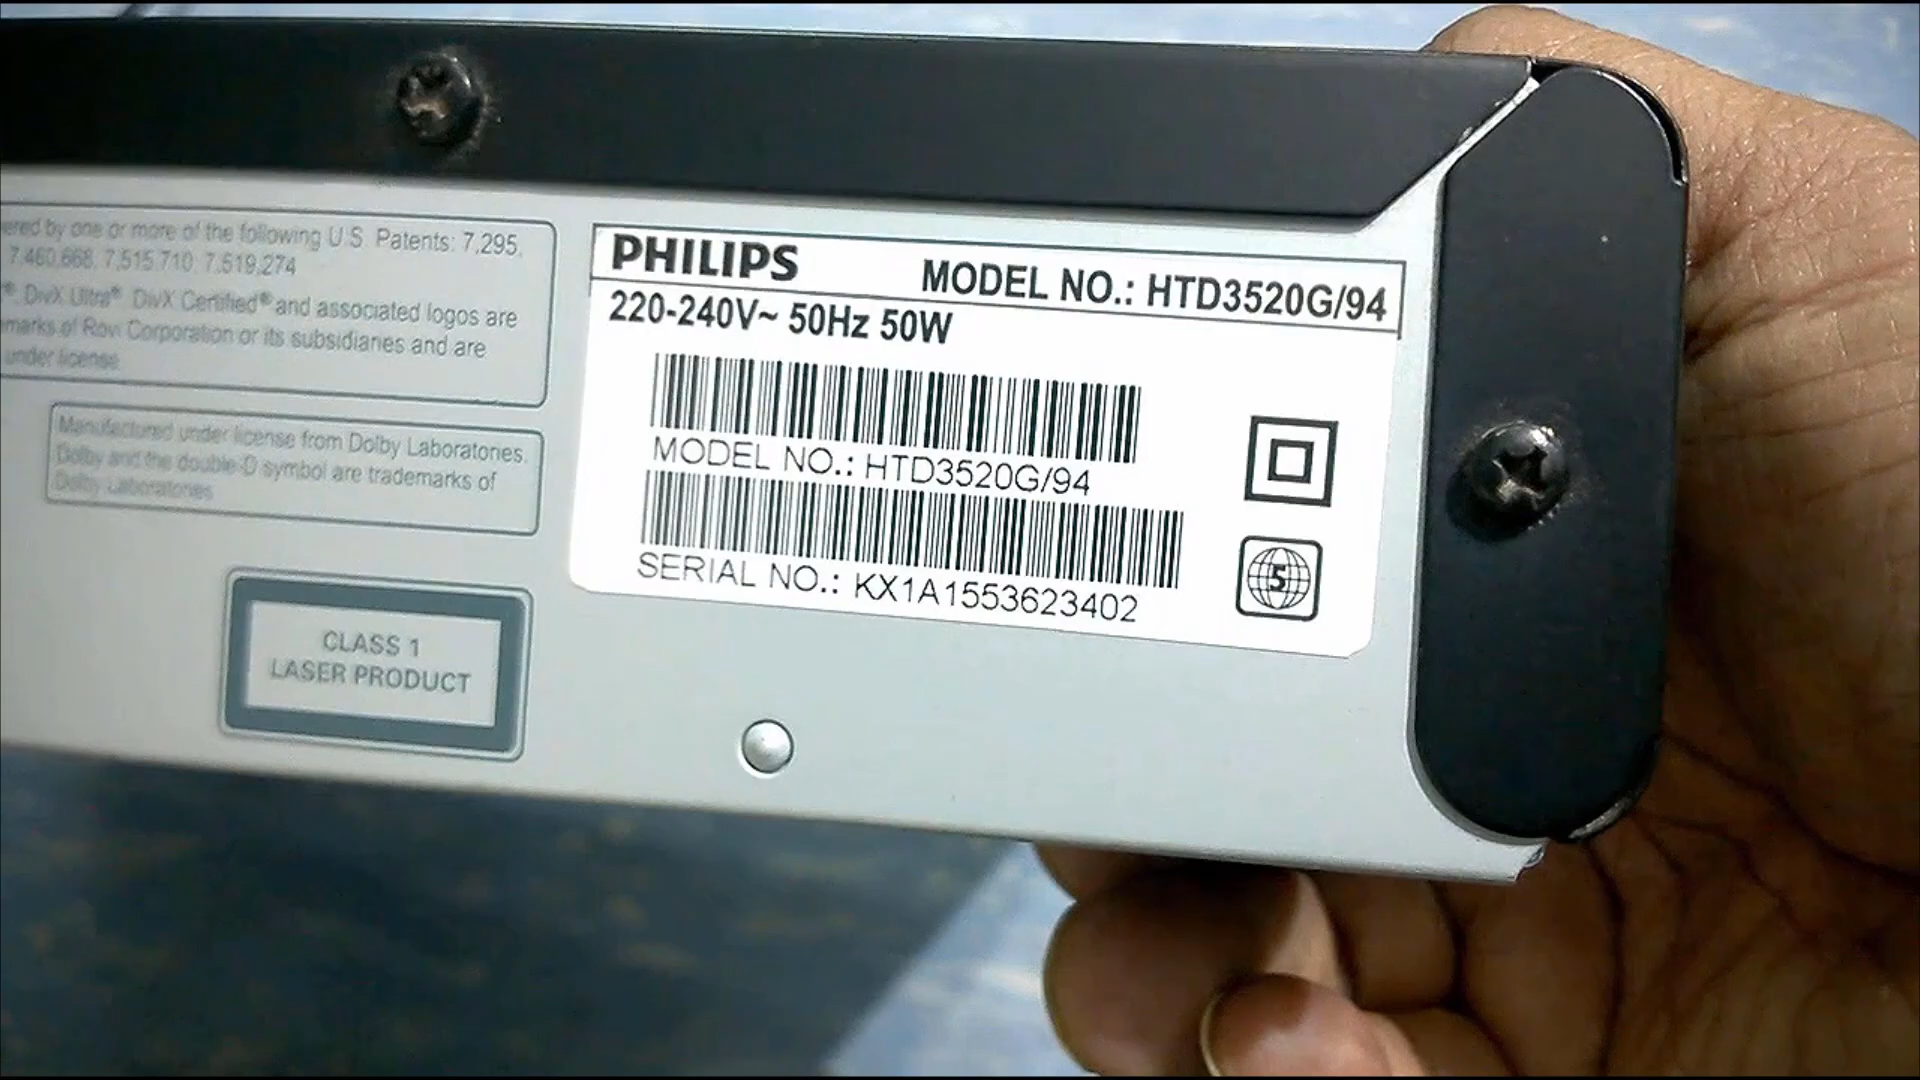 ered by one or more of the following U.S. Patents: 7,295,
7,460,668, 7,515,710, 7,519,274
®, DivX Ultra® DivX Certified® and associated logos are
marks of Rovi Corporation or its subsidiaries and are
under license.
Manufactured under license from Dolby Laboratories.
Dolby and the double-D symbol are trademarks of
Dolby Laboratories
CLASS 1
LASER PRODUCT
PHILIPS
MODEL NO.: HTD3520G/94
220-240V~ 50Hz 50W
MODEL NO.: HTD3520G/94
SERIAL NO.: KX1A1553623402
5